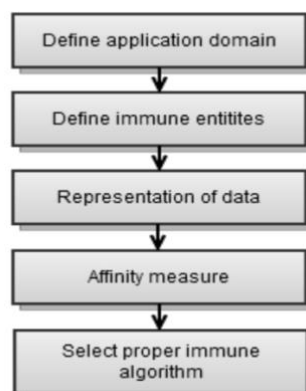 Define application domain
Define immune entitites
Representation of data
Affinity measure
Select proper immune
algorithm